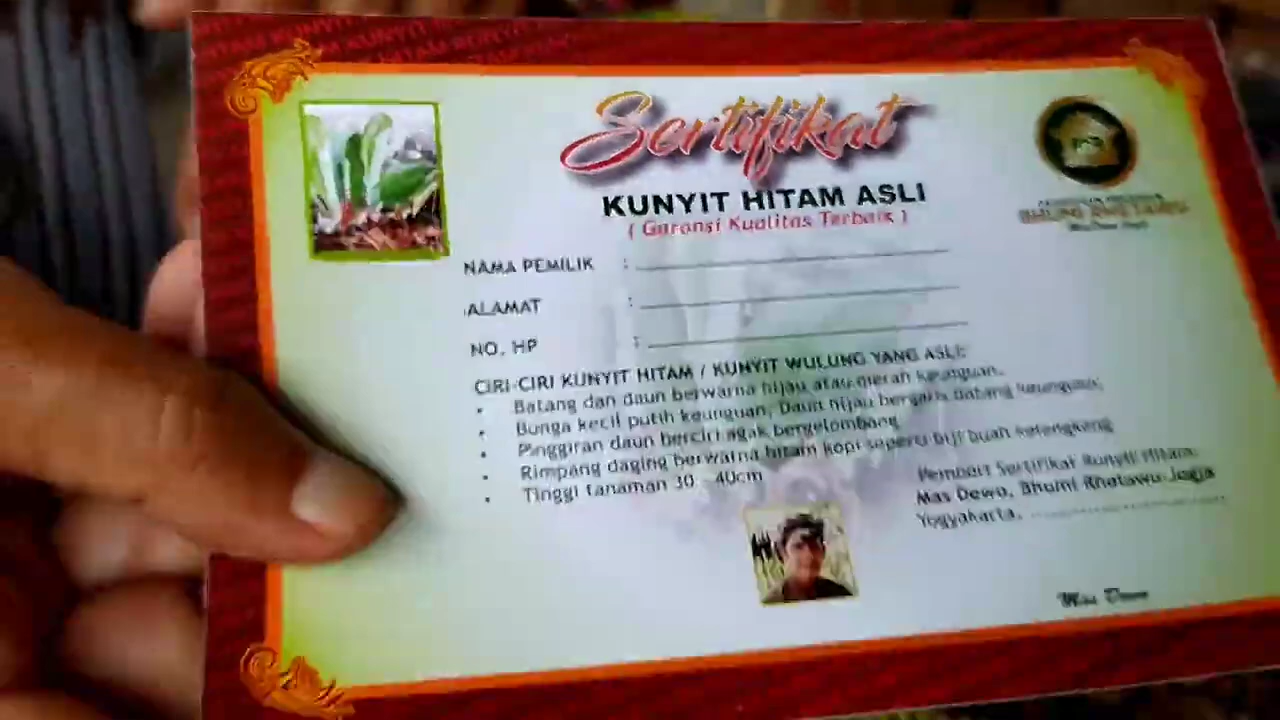 Sertifikat
KUNYIT HITAM ASLI
( Garansi Kualitas Terbaik )
NAMA PEMILIK :
ALAMAT :
NO. HP :
CIRI-CIRI KUNYIT HITAM / KUNYIT WULUNG YANG ASLI:
• Batang dan daun berwarna hijau atau merah keunguan.
• Bunga kecil putih keunguan, Daun hijau bergaris batang keunguan.
• Pinggiran daun berciri agak bergelombang
• Rimpang daging berwarna hitam kopi seperti biji buah kelengkeng
• Tinggi tanaman 30 - 40cm
Pemberi Sertifikat Kunyit Hitam.
Mas Dewo, Bhumi Khatawu-Jogja
Yogyakarta,
Mas Dewo